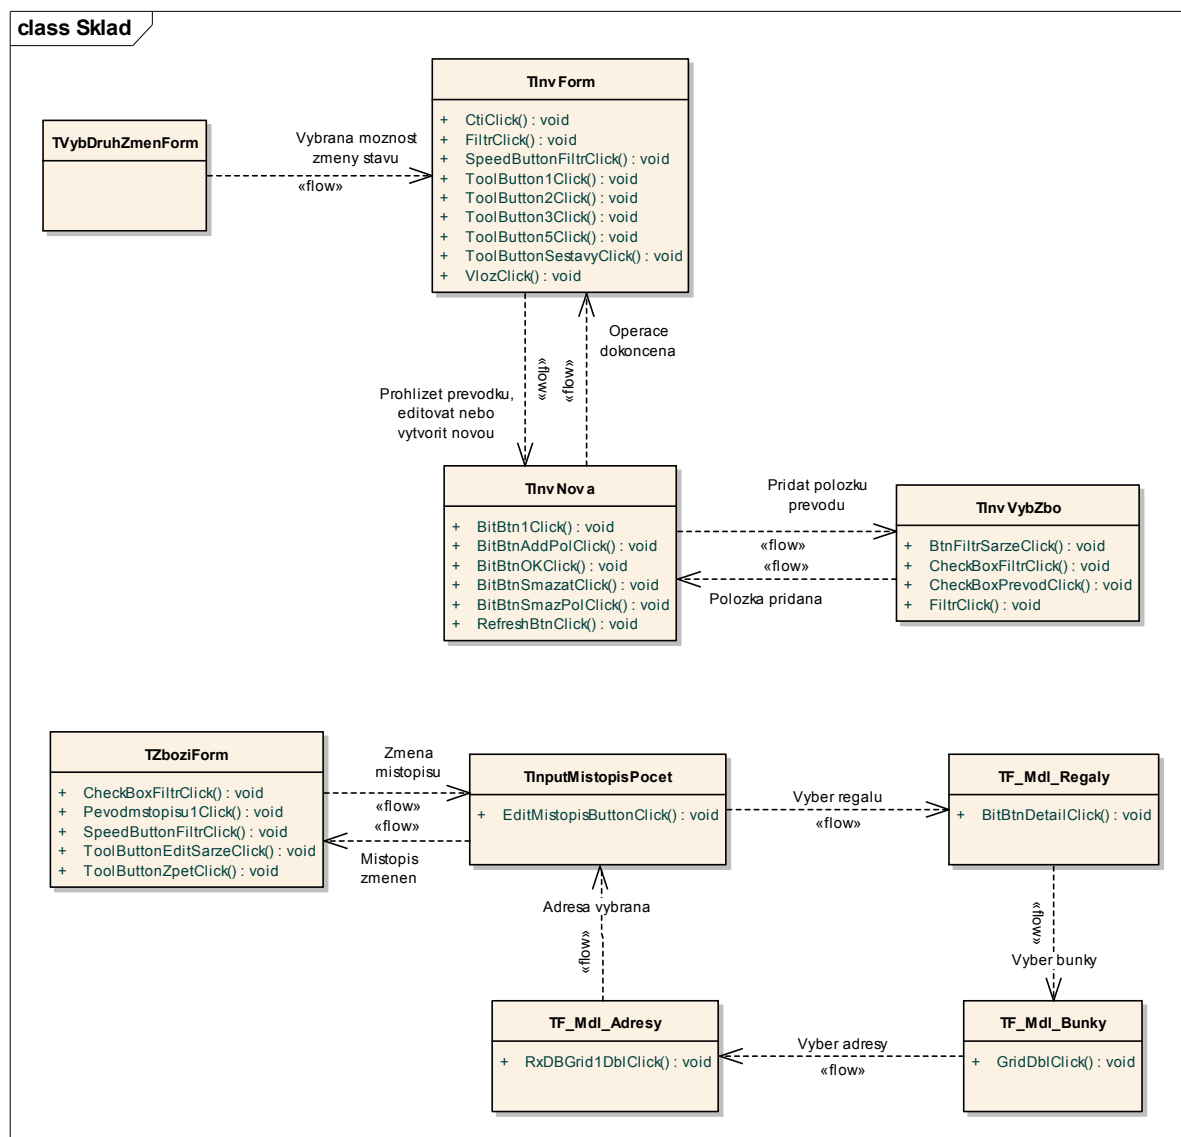 class Sklad
TInvForm
+ CtiClick() : void
+ FiltrClick() : void
+ SpeedButtonFiltrClick() : void
+ ToolButton1Click() : void
+ ToolButton2Click() : void
+ ToolButton3Click() : void
+ ToolButton5Click() : void
+ ToolButtonSestavyClick() : void
+ VlozClick() : void
TVybDruhZmenForm
Vybrana moznost
zmeny stavu
«flow»
Operace
dokoncena
«flow»
«flow»
Prohlizet prevodku,
editovat nebo
vytvorit novou
TInvNova
+ BitBtn1Click() : void
+ BitBtnAddPolClick() : void
+ BitBtnOKClick() : void
+ BitBtnSmazatClick() : void
+ BitBtnSmazPolClick() : void
+ RefreshBtnClick() : void
Pridat polozku
prevodu
«flow»
«flow»
Polozka pridana
TInvVybZbo
+ BtnFiltrSarzeClick() : void
+ CheckBoxFiltrClick() : void
+ CheckBoxPrevodClick() : void
+ FiltrClick() : void
TZboziForm
+ CheckBoxFiltrClick() : void
+ Pevodmstopisu1Click() : void
+ SpeedButtonFiltrClick() : void
+ ToolButtonEditSarzeClick() : void
+ ToolButtonZpetClick() : void
Zmena
mistopisu
«flow»
«flow»
Mistopis
zmenen
TInputMistopisPocet
+ EditMistopisButtonClick() : void
Vyber regalu
«flow»
TF_Mdl_Regaly
+ BitBtnDetailClick() : void
Adresa vybrana
«flow»
«flow»
Vyber bunky
TF_Mdl_Adresy
+ RxDBGrid1DblClick() : void
Vyber adresy
«flow»
TF_Mdl_Bunky
+ GridDblClick() : void